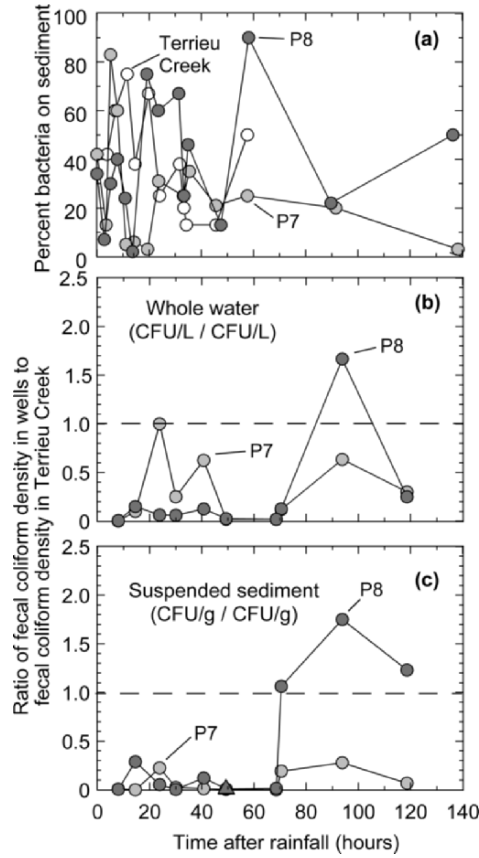 Percent bacteria on sediment
100
80
60
40
20
0
Terrieu
Creek
P8
(a)
P7
Ratio of fecal coliform density in wells to
fecal coliform density in Terrieu Creek
2.5
2.0
1.5
1.0
0.5
0
Whole water
(CFU/L / CFU/L)
(b)
P8
P7
2.5
2.0
1.5
1.0
0.5
0
Suspended sediment
(CFU/g / CFU/g)
(c)
P8
P7
0 20 40 60 80 100 120 140
Time after rainfall (hours)